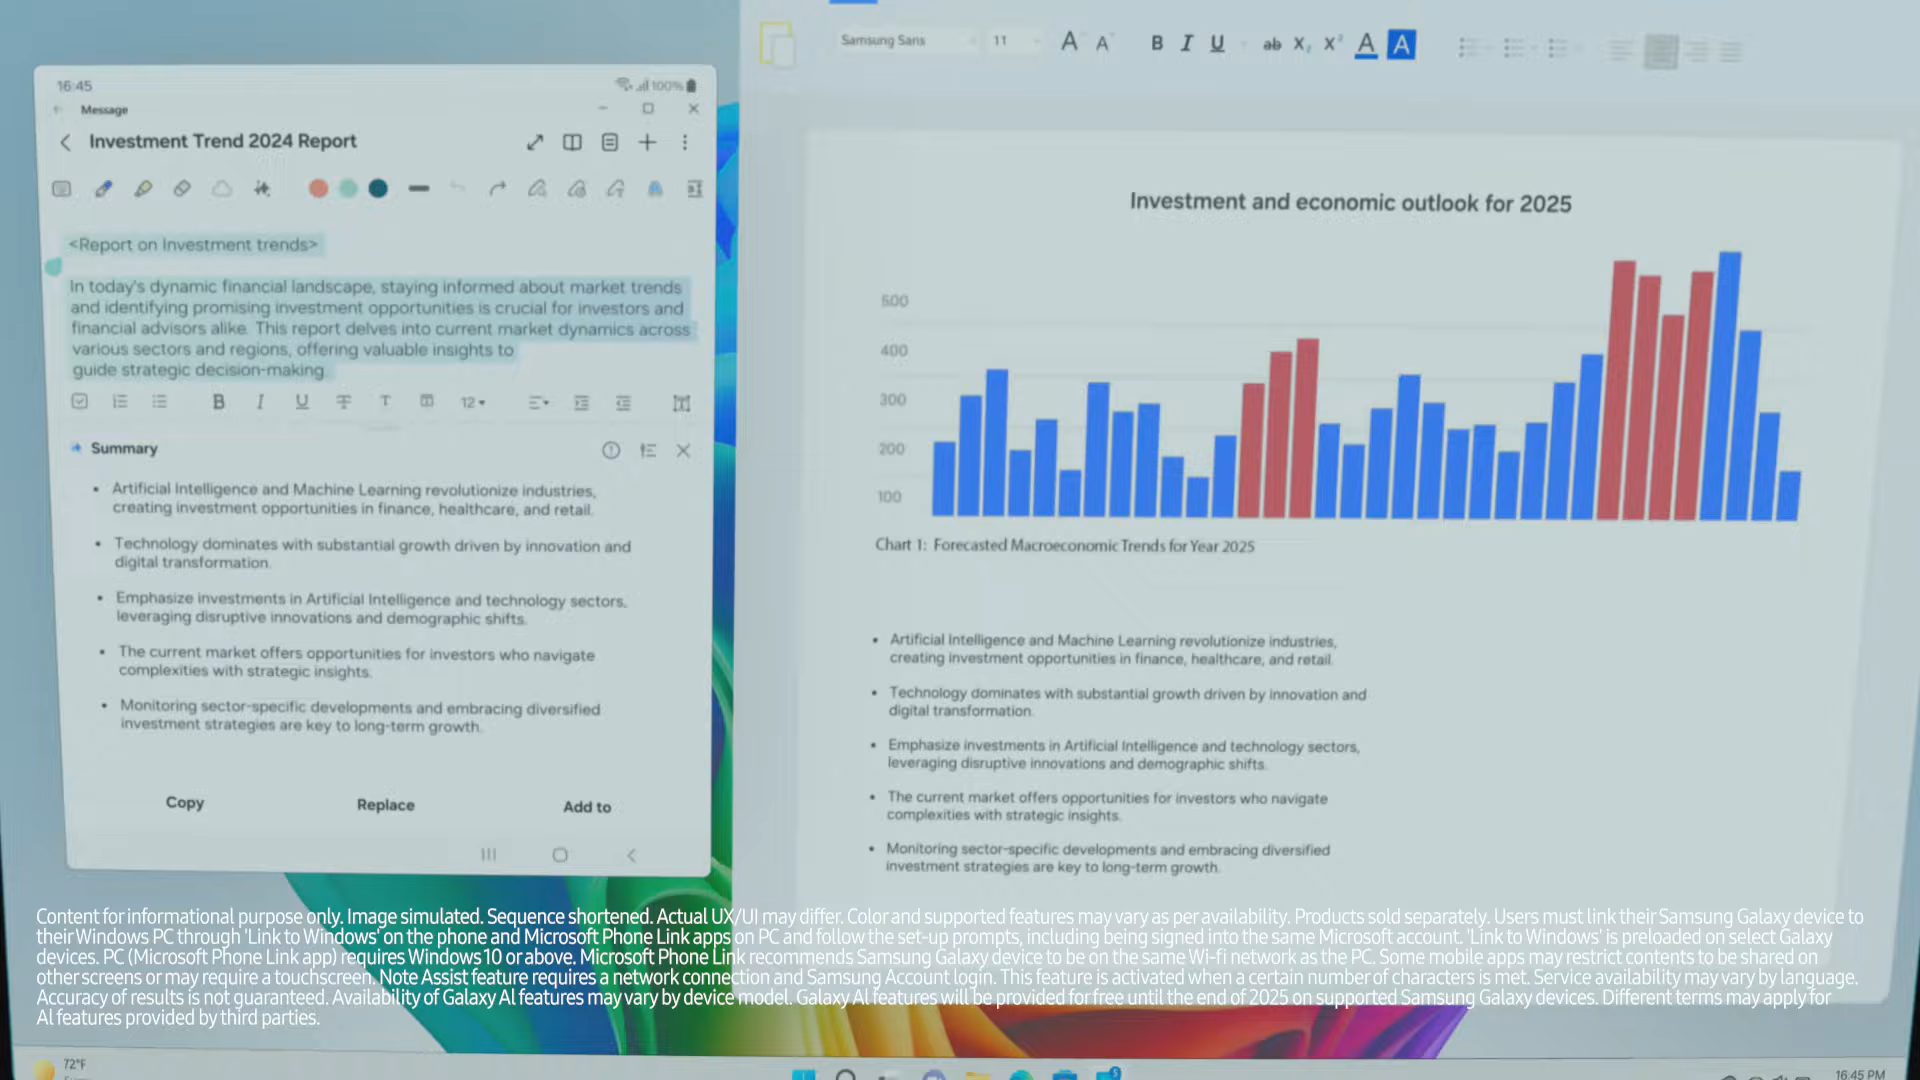 16:45
100%
Message
Investment Trend 2024 Report
<Report on Investment trends>
In today's dynamic financial landscape, staying informed about market trends
and identifying promising investment opportunities is crucial for investors and
financial advisors alike. This report delves into current market dynamics across
various sectors and regions, offering valuable insights to
guide strategic decision-making.
B I U T T 12
Summary
• Artificial Intelligence and Machine Learning revolutionize industries,
creating investment opportunities in finance, healthcare, and retail.
• Technology dominates with substantial growth driven by innovation and
digital transformation.
• Emphasize investments in Artificial Intelligence and technology sectors,
leveraging disruptive innovations and demographic shifts.
• The current market offers opportunities for investors who navigate
complexities with strategic insights.
• Monitoring sector-specific developments and embracing diversified
investment strategies are key to long-term growth.
Copy Replace Add to
Samsung Sans 11 A A B I U ab X, X² A A
Investment and economic outlook for 2025
500
400
300
200
100
Chart 1: Forecasted Macroeconomic Trends for Year 2025
• Artificial Intelligence and Machine Learning revolutionize industries,
creating investment opportunities in finance, healthcare, and retail.
• Technology dominates with substantial growth driven by innovation and
digital transformation.
• Emphasize investments in Artificial Intelligence and technology sectors,
leveraging disruptive innovations and demographic shifts.
• The current market offers opportunities for investors who navigate
complexities with strategic insights.
• Monitoring sector-specific developments and embracing diversified
investment strategies are key to long-term growth.
Content for informational purpose only. Image simulated. Sequence shortened. Actual UX/UI may differ. Color and supported features may vary as per availability. Products sold separately. Users must link their Samsung Galaxy device to
their Windows PC through 'Link to Windows' on the phone and Microsoft Phone Link apps on PC and follow the set-up prompts, including being signed into the same Microsoft account. 'Link to Windows' is preloaded on select Galaxy
devices. PC (Microsoft Phone Link app) requires Windows 10 or above. Microsoft Phone Link recommends Samsung Galaxy device to be on the same Wi-fi network as the PC. Some mobile apps may restrict contents to be shared on
other screens or may require a touchscreen. Note Assist feature requires a network connection and Samsung Account login. This feature is activated when a certain number of characters is met. Service availability may vary by language.
Accuracy of results is not guaranteed. Availability of Galaxy AI features may vary by device model. Galaxy AI features will be provided for free until the end of 2025 on supported Samsung Galaxy devices. Different terms may apply for
AI features provided by third parties.
72°F
16:45 PM